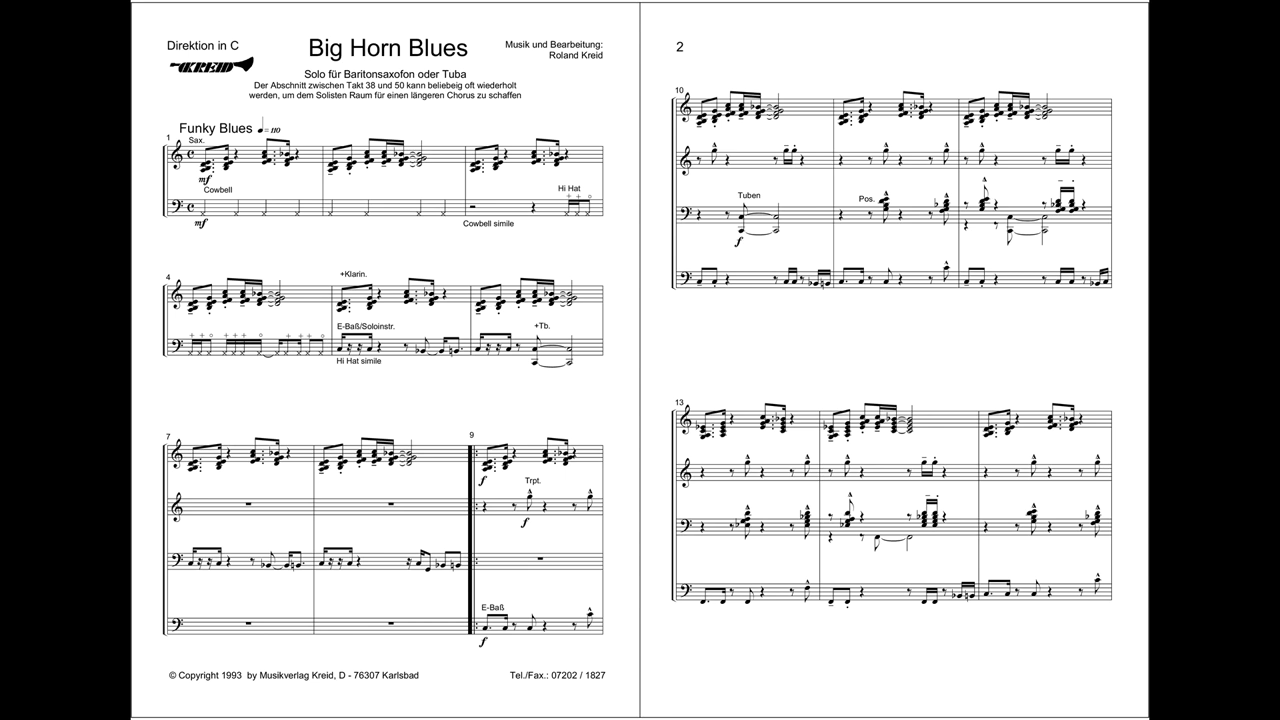 Direktion in C
KREID
Big Horn Blues
Musik und Bearbeitung:
Roland Kreid
Solo für Baritonsaxofon oder Tuba
Der Abschnitt zwischen Takt 38 und 50 kann beliebeig oft wiederholt
werden, um dem Solisten Raum für einen längeren Chorus zu schaffen
Funky Blues ♩ = 110
1
Sax.
mf
Cowbell
Hi Hat
mf
Cowbell simile
4
+Klarin.
E-Baß/Soloinstr.
+Tb.
Hi Hat simile
7
9
f
Trpt.
f
E-Baß
f
© Copyright 1993 by Musikverlag Kreid, D - 76307 Karlsbad
Tel./Fax.: 07202 / 1827
2
10
Tuben
Pos.
f
13